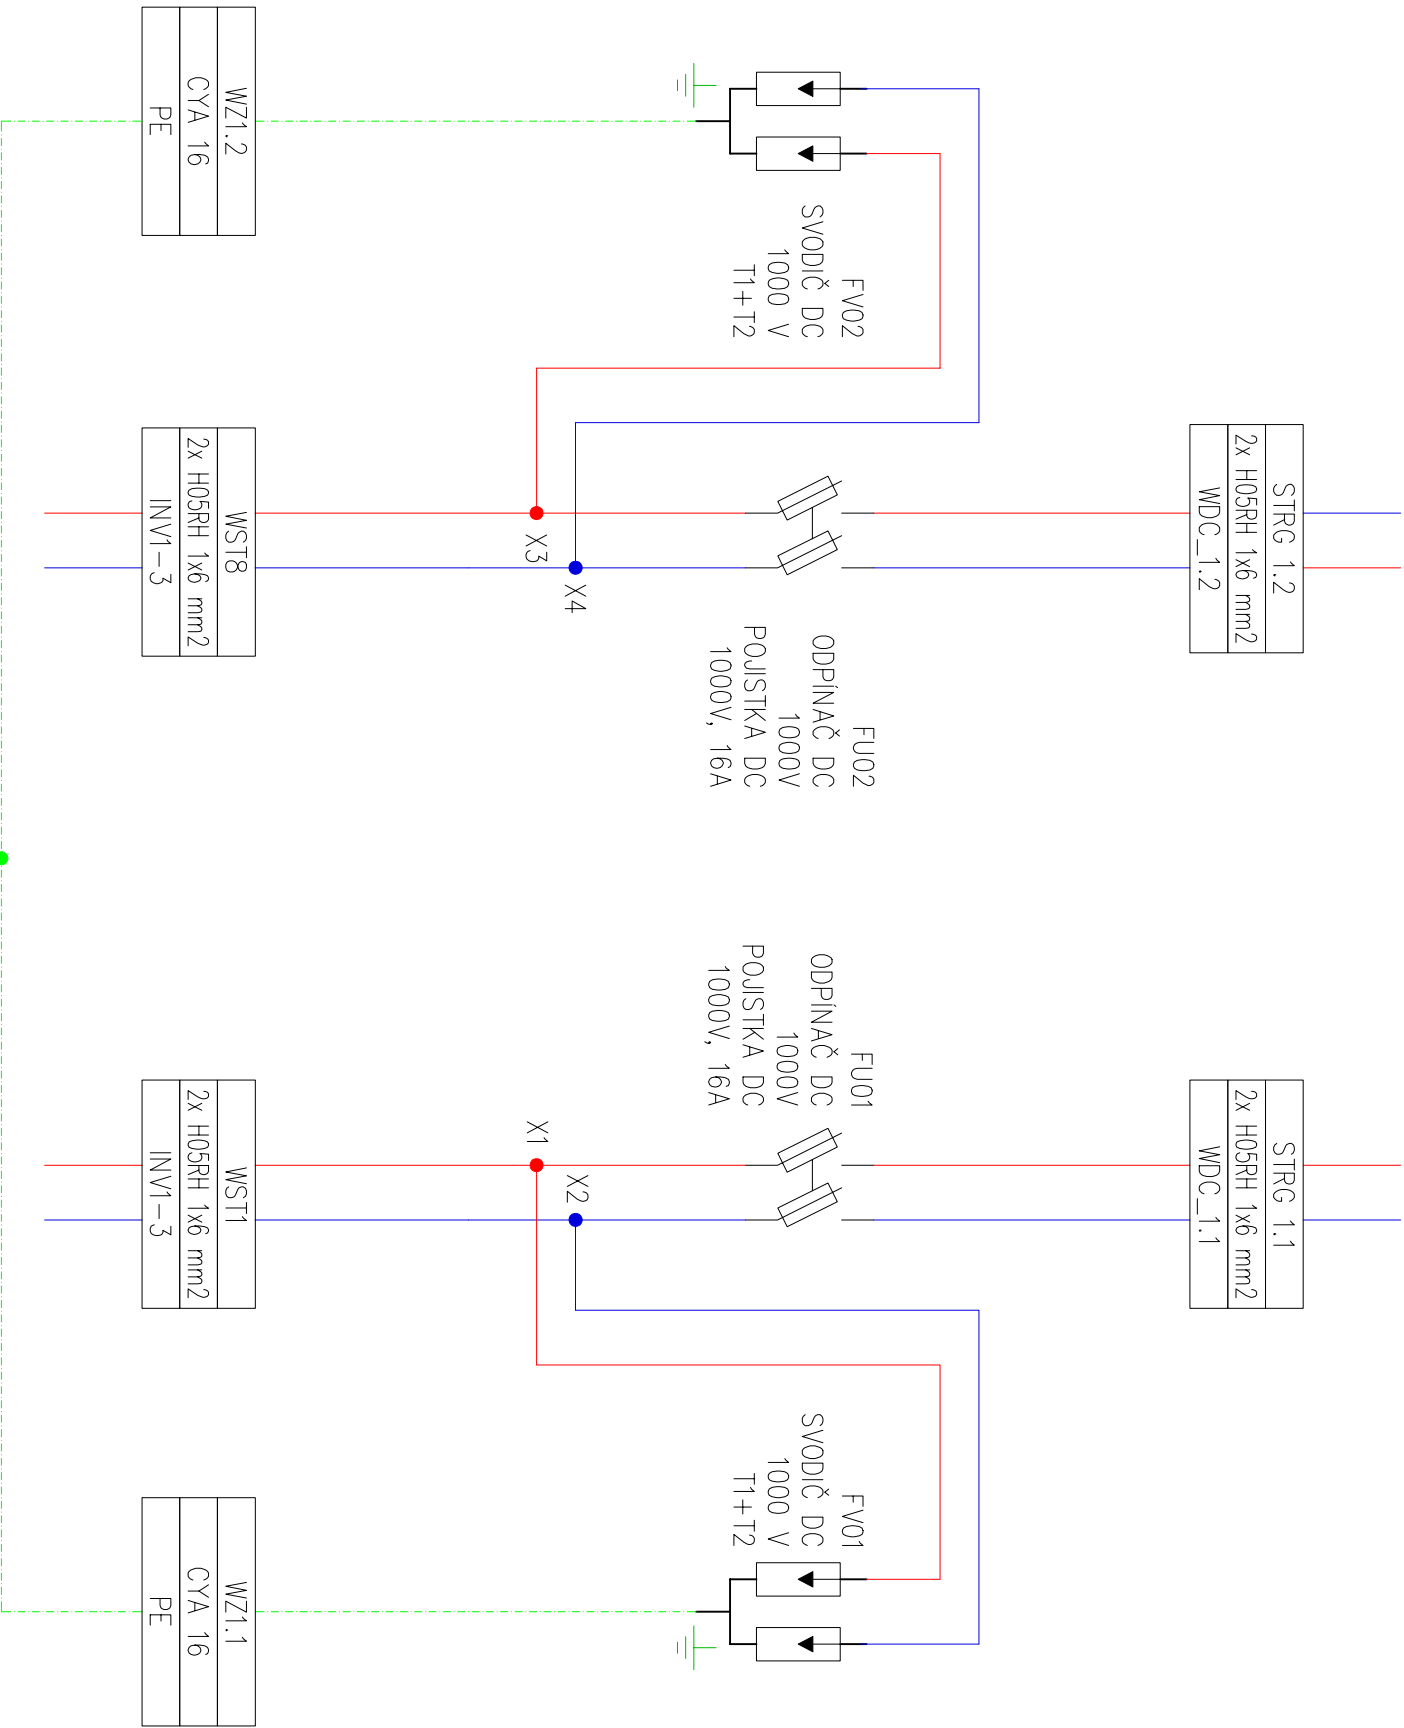 STRG 1.2
2x H05RH 1x6 mm2
WDC_1.2
STRG 1.1
2x H05RH 1x6 mm2
WDC_1.1
FV02
SVODIČ DC
1000 V
T1+T2
FU02
ODPÍNAČ DC
1000V
POJISTKA DC
1000V, 16A
FU01
ODPÍNAČ DC
1000V
POJISTKA DC
1000V, 16A
FV01
SVODIČ DC
1000 V
T1+T2
X4
X3
X2
X1
WZ1.2
CYA 16
PE
WST8
2x H05RH 1x6 mm2
INV1-3
WST1
2x H05RH 1x6 mm2
INV1-3
WZ1.1
CYA 16
PE